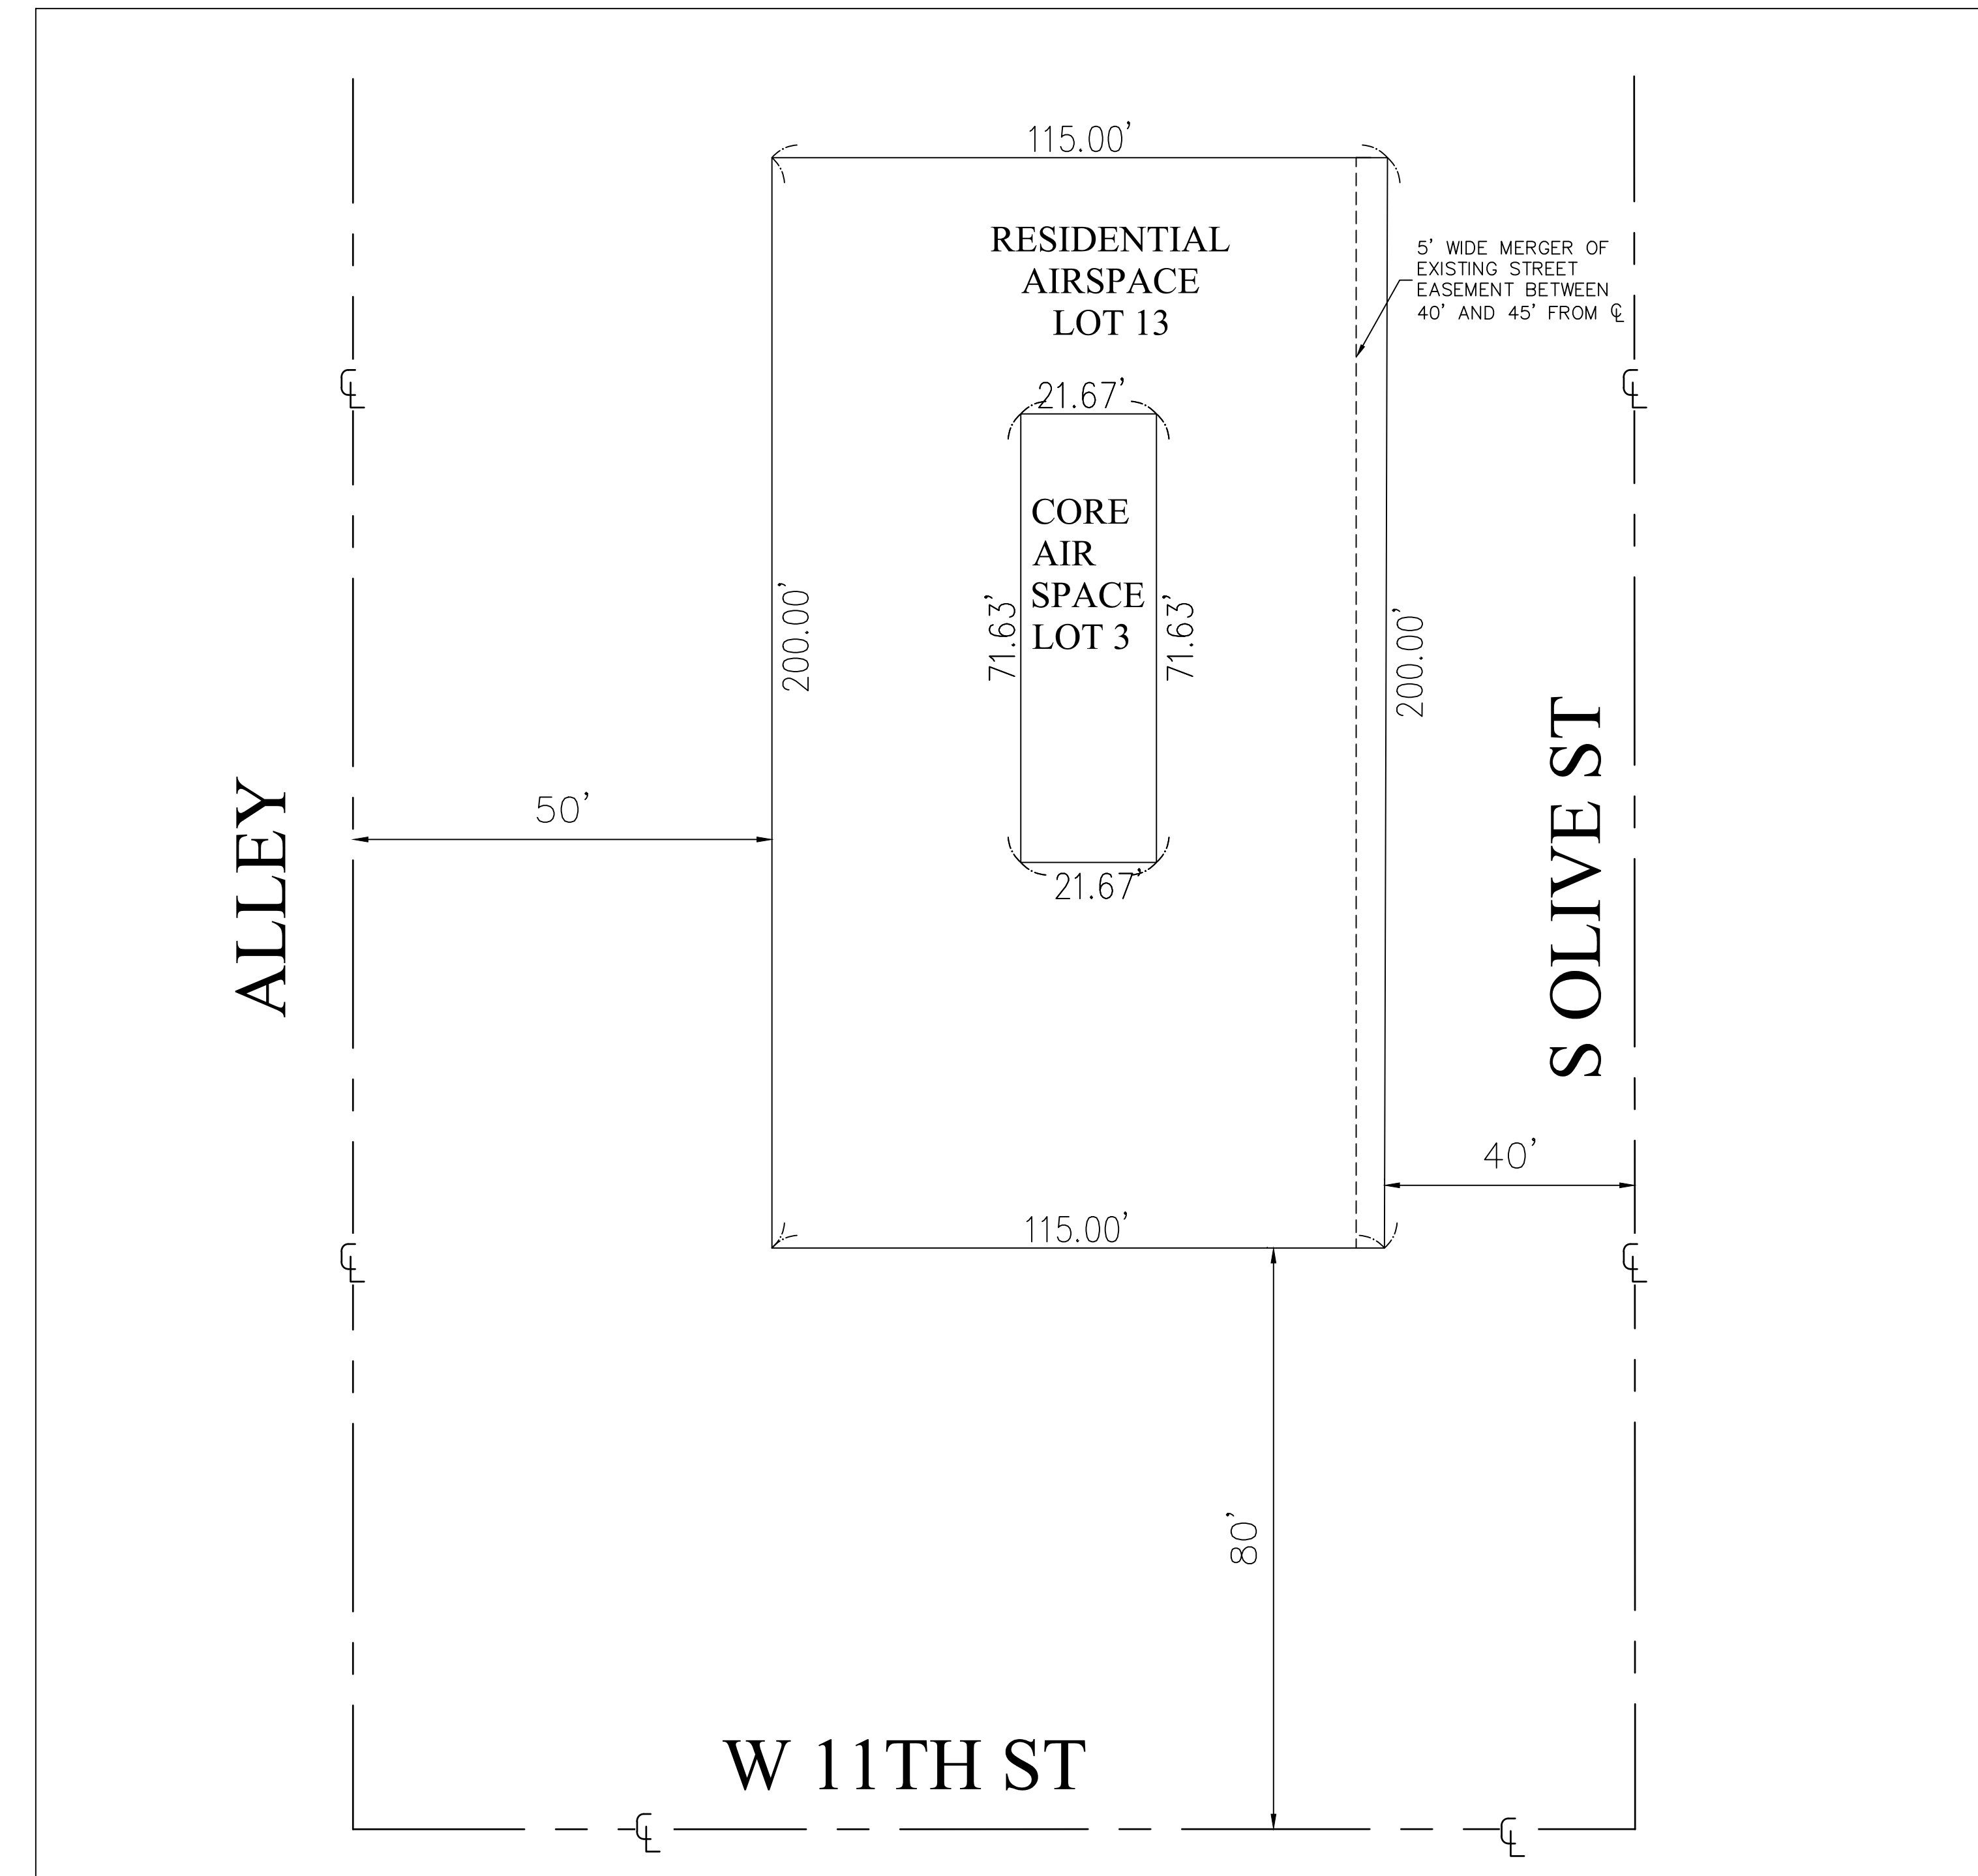 115.00'
RESIDENTIAL
AIRSPACE
LOT 13
5' WIDE MERGER OF
EXISTING STREET
EASEMENT BETWEEN
40' AND 45' FROM ℄
℄
℄
21.67'
CORE
AIR
SPACE
LOT 3
200.00'
71.63'
71.63'
200.00'
ALLEY
50'
S OLIVE ST
21.67'
40'
115.00'
℄
℄
80'
W 11TH ST
℄
℄